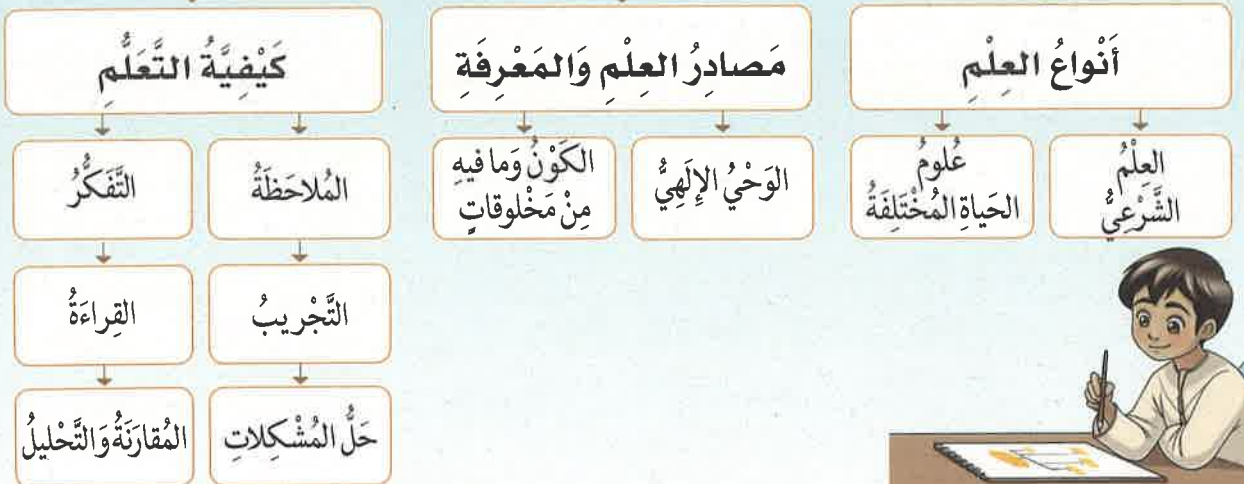 أَنْواعُ العِلْمِ
العِلْمُ
الشَّرْعِيُّ
عُلومُ
الحَياةِ المُخْتَلِفَةُ
مَصادِرُ العِلْمِ وَالمَعْرِفَةِ
الوَحْيُ الإِلَهِيُّ
الكَوْنُ وَما فيهِ
مِنْ مَخْلوقاتٍ
كَيْفِيَّةُ التَّعَلُّمِ
المُلاحَظَةُ
التَّفَكُّرُ
التَّجْريبُ
القِراءَةُ
حَلُّ المُشْكِلاتِ
المُقارَنَةُ وَالتَّحْليلُ